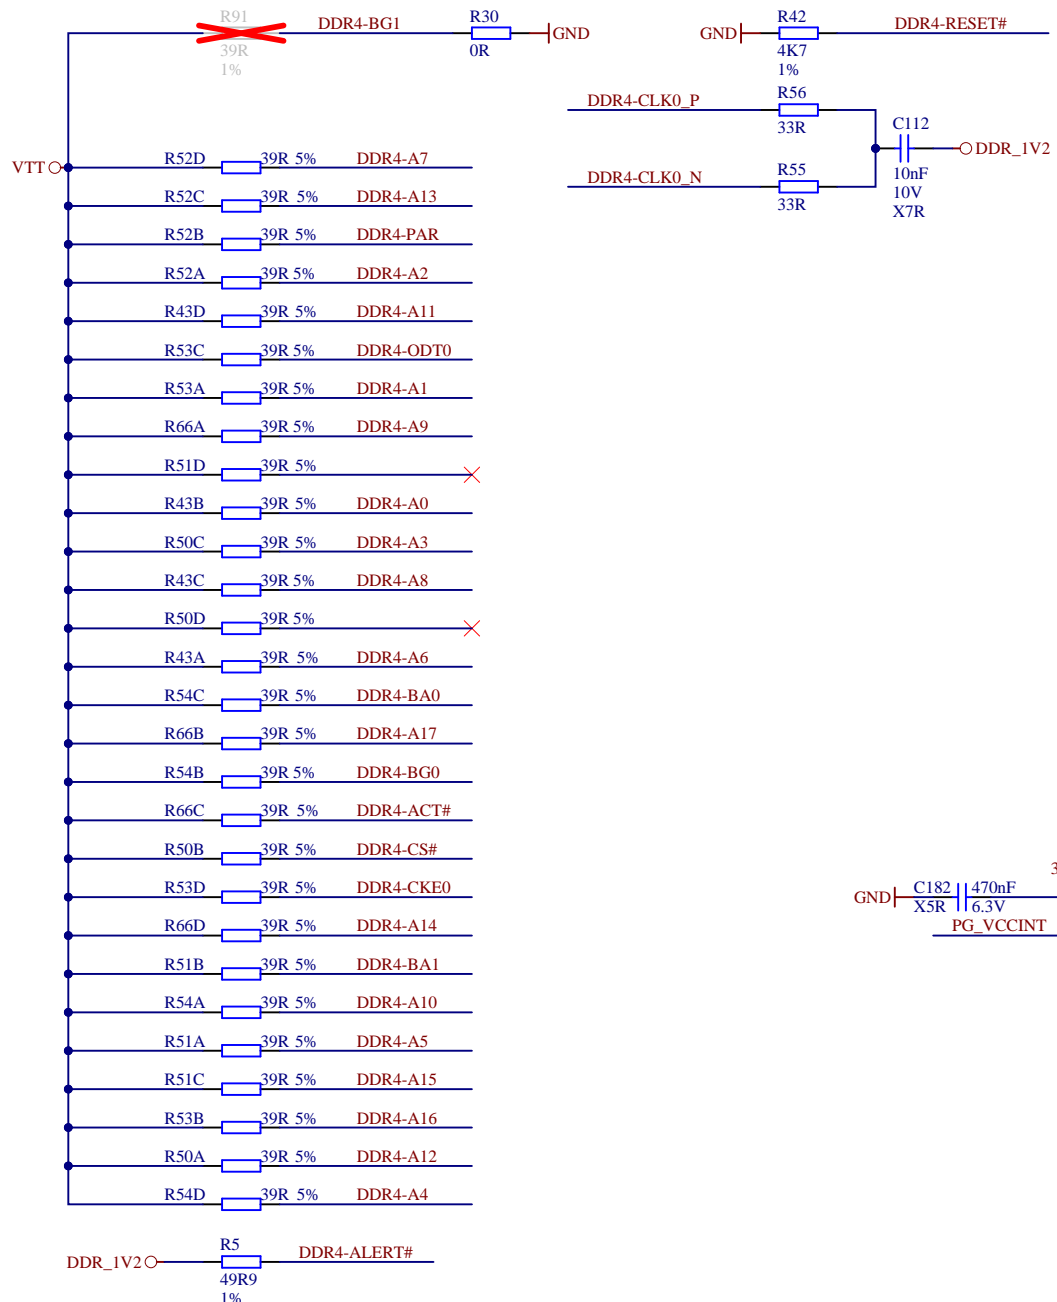 R91
39R
1%
DDR4-BG1
R30
0R
GND
GND
R42
4K7
1%
DDR4-RESET#
DDR4-CLK0_P
R56
33R
DDR4-CLK0_N
R55
33R
C112
10nF
10V
X7R
DDR_1V2
VTT
R52D 39R 5% DDR4-A7
R52C 39R 5% DDR4-A13
R52B 39R 5% DDR4-PAR
R52A 39R 5% DDR4-A2
R43D 39R 5% DDR4-A11
R53C 39R 5% DDR4-ODT0
R53A 39R 5% DDR4-A1
R66A 39R 5% DDR4-A9
R51D 39R 5%
R43B 39R 5% DDR4-A0
R50C 39R 5% DDR4-A3
R43C 39R 5% DDR4-A8
R50D 39R 5%
R43A 39R 5% DDR4-A6
R54C 39R 5% DDR4-BA0
R66B 39R 5% DDR4-A17
R54B 39R 5% DDR4-BG0
R66C 39R 5% DDR4-ACT#
R50B 39R 5% DDR4-CS#
R53D 39R 5% DDR4-CKE0
R66D 39R 5% DDR4-A14
R51B 39R 5% DDR4-BA1
R54A 39R 5% DDR4-A10
R51A 39R 5% DDR4-A5
R51C 39R 5% DDR4-A15
R53B 39R 5% DDR4-A16
R50A 39R 5% DDR4-A12
R54D 39R 5% DDR4-A4
3
GND
C182 470nF
X5R 6.3V
PG_VCCINT
DDR_1V2
R5
49R9
1%
DDR4-ALERT#